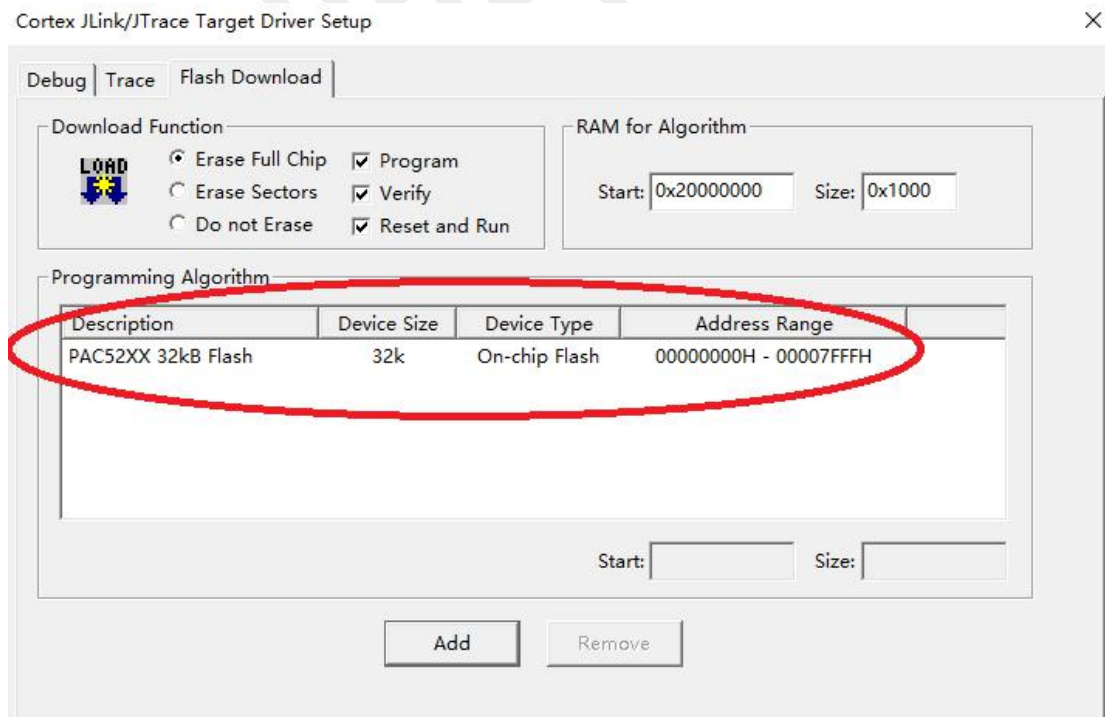 Cortex JLink/JTrace Target Driver Setup
Debug Trace Flash Download
Download Function
LOAD
Erase Full Chip Program
Erase Sectors Verify
Do not Erase Reset and Run
RAM for Algorithm
Start: 0x20000000 Size: 0x1000
Programming Algorithm
Description Device Size Device Type Address Range
PAC52XX 32kB Flash 32k On-chip Flash 00000000H - 00007FFFH
Start: Size:
Add Remove